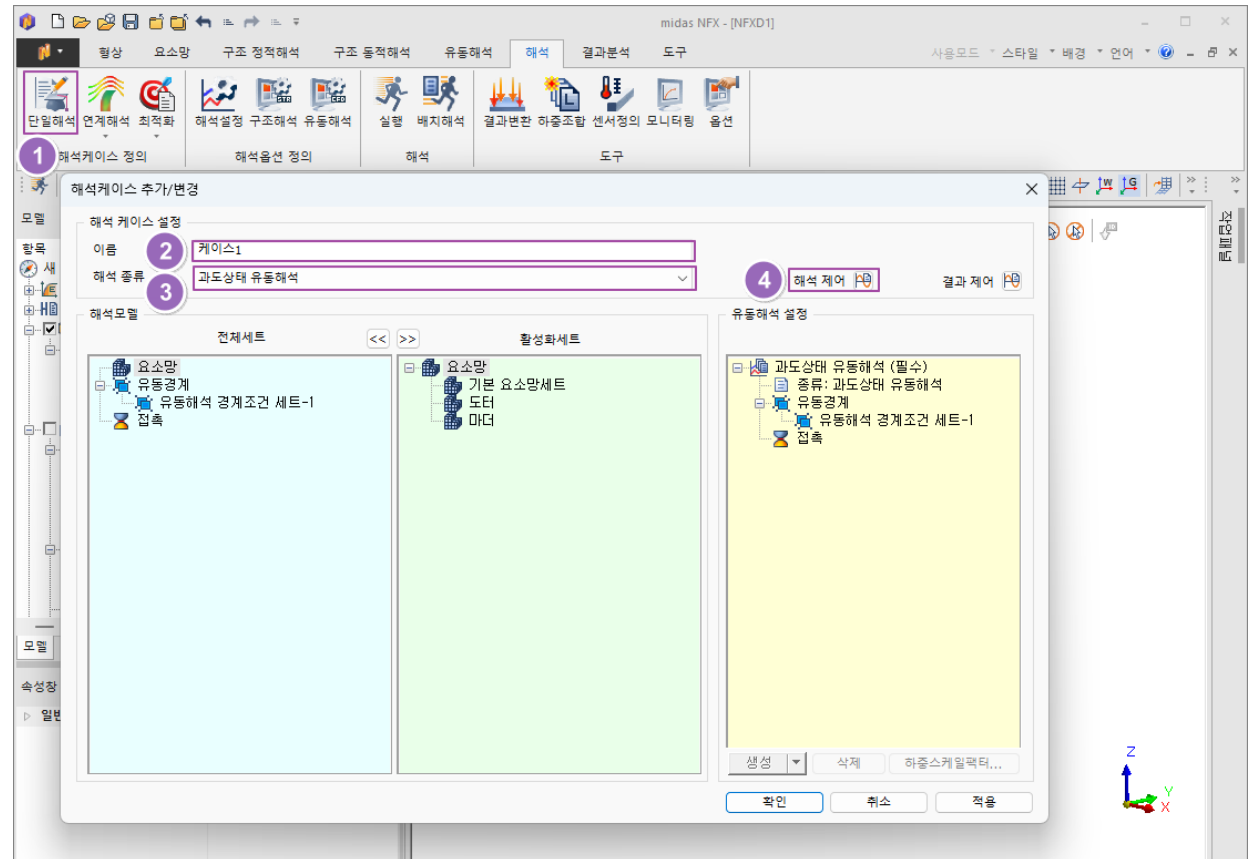 midas NFX - [NFXD1]
형상 요소망 구조 정적해석 구조 동적해석 유동해석 해석 결과분석 도구 사용모드 스타일 배경 언어
단일해석 연계해석 최적화 해석설정 구조해석 유동해석 실행 배치해석 결과변환 하중조합 센서정의 모니터링 옵션
1 해석케이스 정의 해석옵션 정의 해석 도구
해석케이스 추가/변경
모델
작업패널
해석 케이스 설정
항목
이름 2 케이스1
새
해석 종류 3 과도상태 유동해석 4 해석 제어 결과 제어
해석모델 유동해석 설정
전체세트 << >> 활성화세트
요소망
유동경계
유동해석 경계조건 세트-1
접촉
요소망
기본 요소망세트
도터
마더
과도상태 유동해석 (필수)
종류: 과도상태 유동해석
유동경계
유동해석 경계조건 세트-1
접촉
모델
속성창
일반
생성 삭제 하중스케일팩터...
확인 취소 적용
Z
Y
X